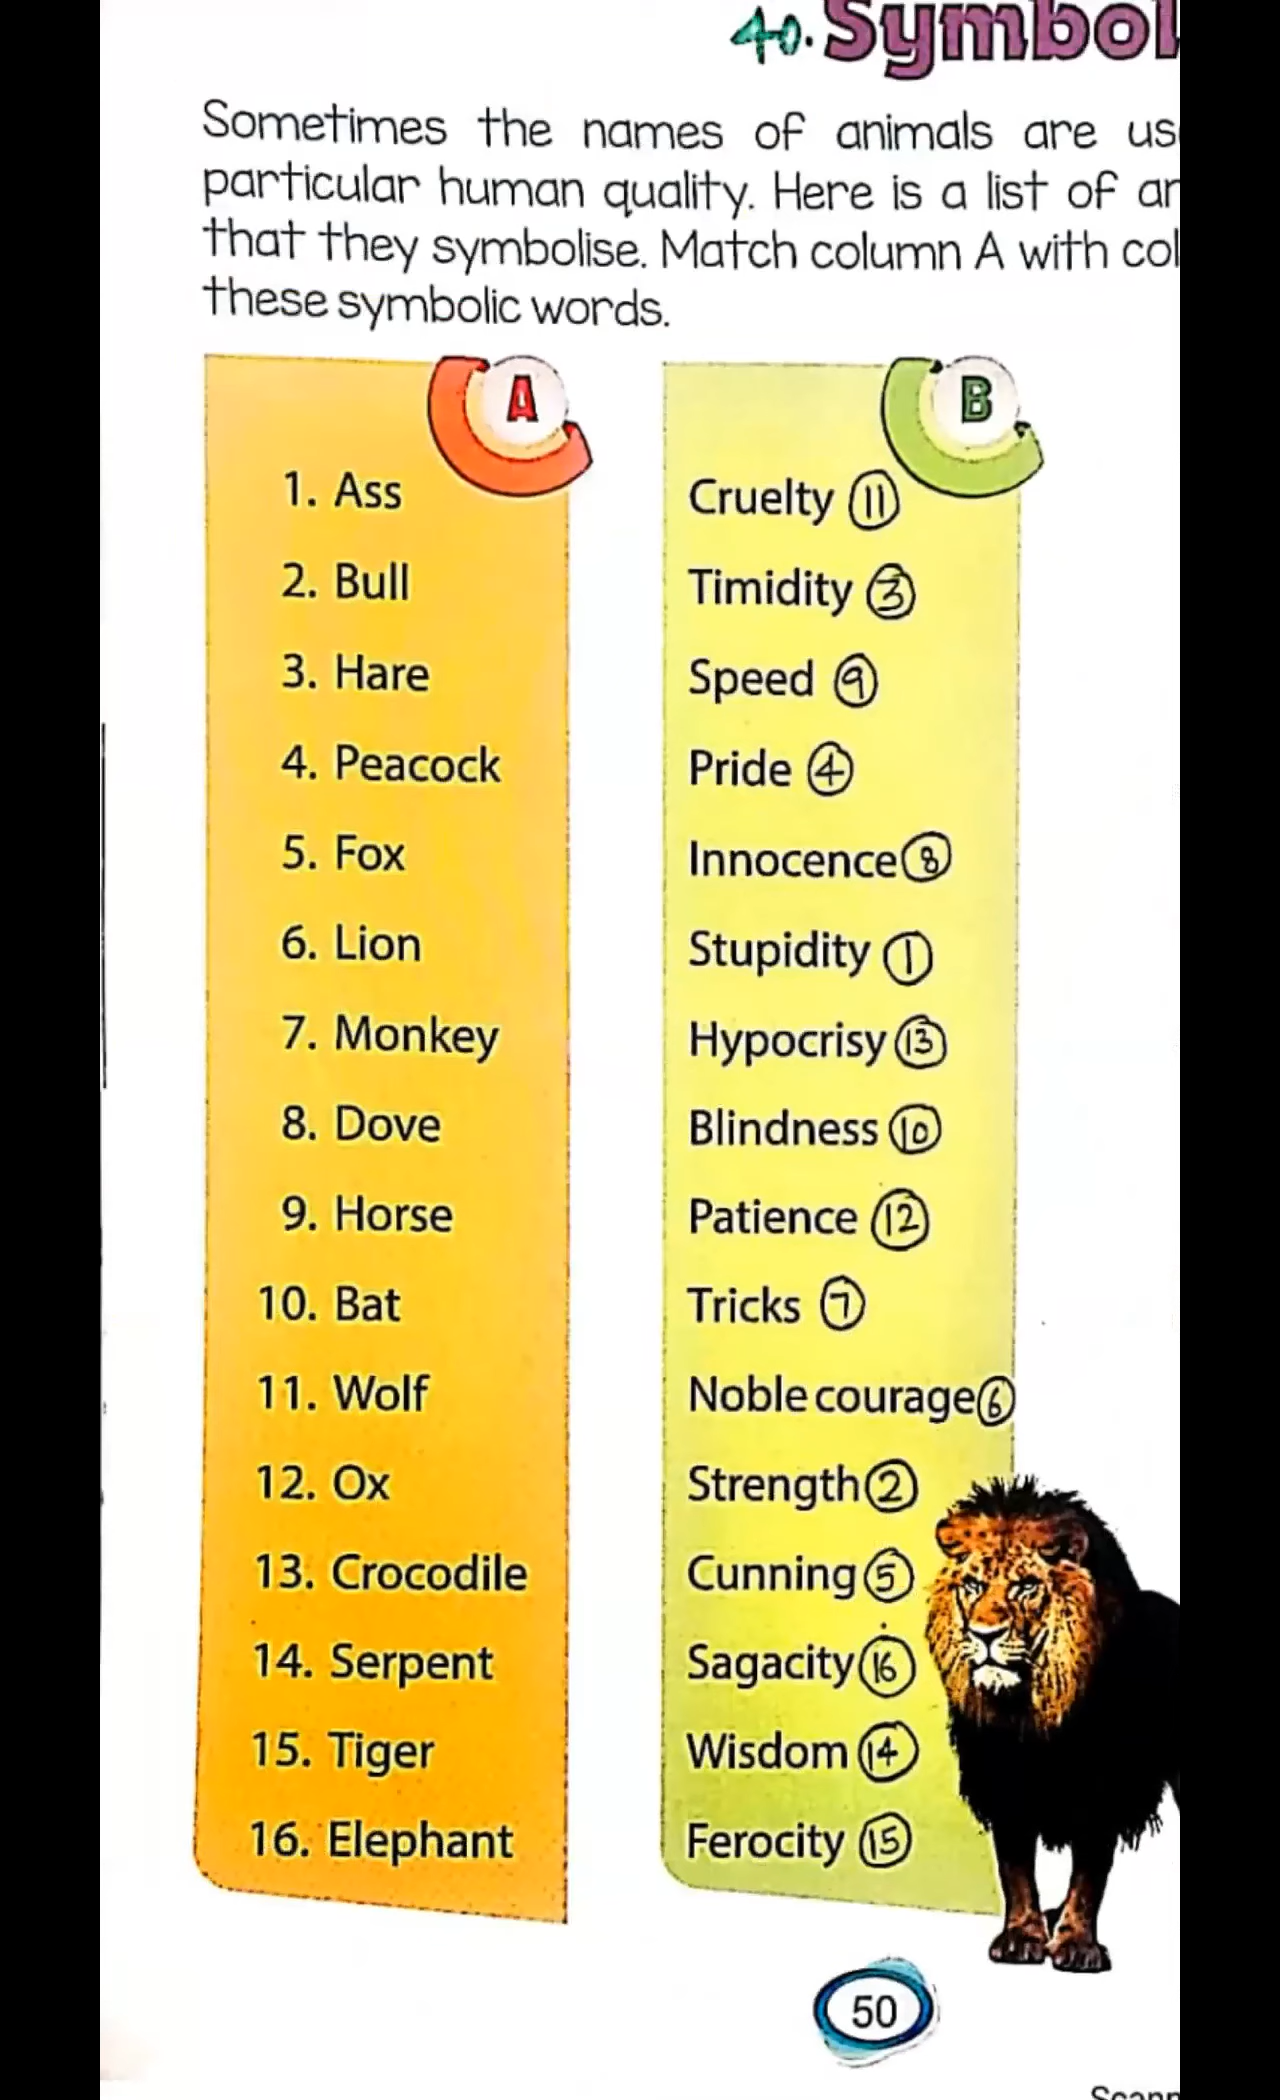 40. Symbol
Sometimes the names of animals are us
particular human quality. Here is a list of an
that they symbolise. Match column A with col
these symbolic words.
A
1. Ass
2. Bull
3. Hare
4. Peacock
5. Fox
6. Lion
7. Monkey
8. Dove
9. Horse
10. Bat
11. Wolf
12. Ox
13. Crocodile
14. Serpent
15. Tiger
16. Elephant
B
Cruelty 11
Timidity 3
Speed 9
Pride 4
Innocence 8
Stupidity 1
Hypocrisy 13
Blindness 10
Patience 12
Tricks 7
Noble courage 6
Strength 2
Cunning 5
Sagacity 16
Wisdom 14
Ferocity 15
50